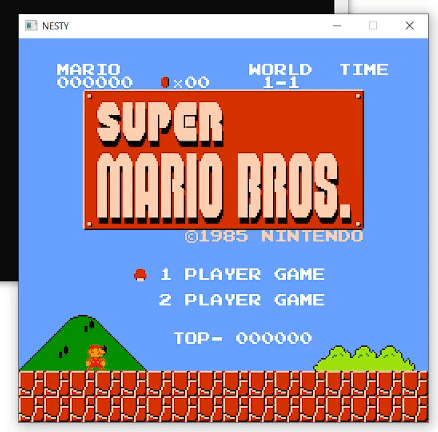 NESTY
MARIO WORLD TIME
000000 ×00 1-1
SUPER
MARIO BROS.
©1985 NINTENDO
1 PLAYER GAME
2 PLAYER GAME
TOP- 000000